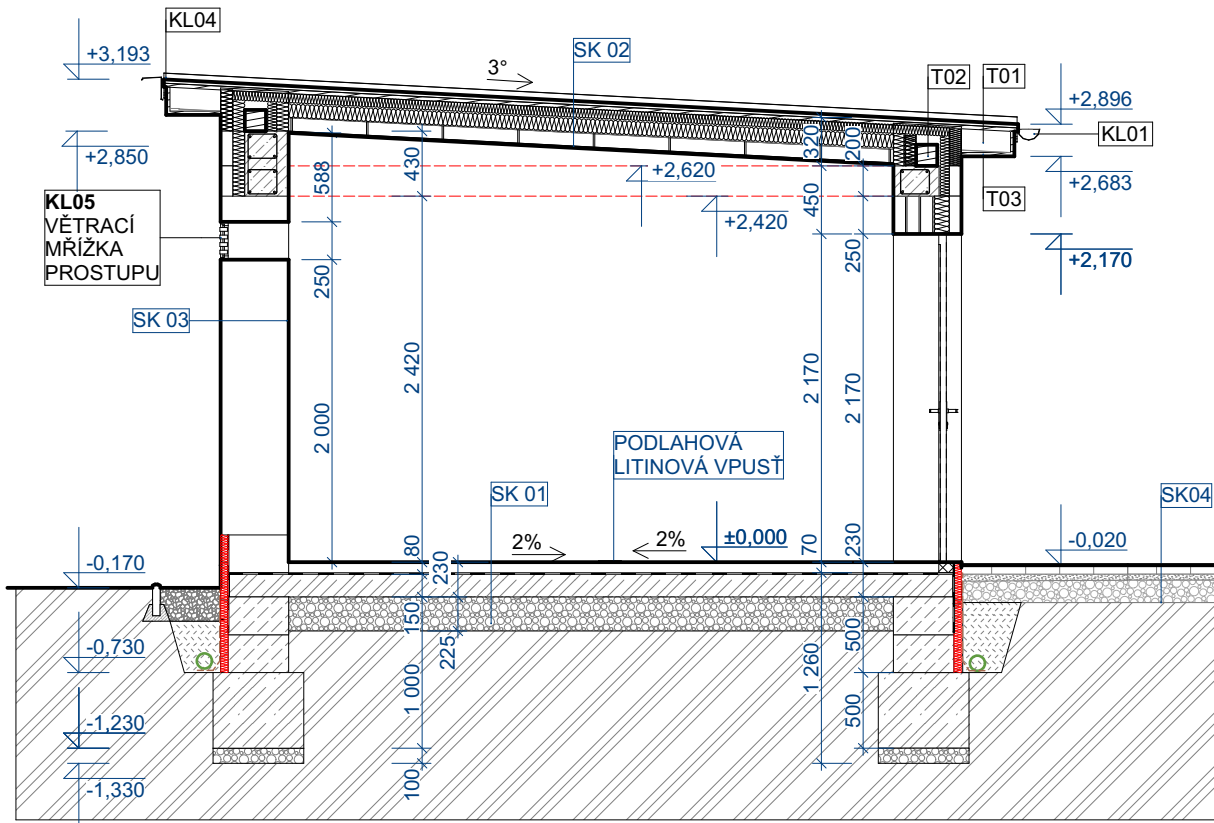 KL04
+3,193
SK 02
3°
T02
T01
+2,896
KL01
+2,850
+2,620
+2,683
T03
+2,420
+2,170
KL05
VĚTRACÍ
MŘÍŽKA
PROSTUPU
588
430
320
200
450
250
250
SK 03
2 000
2 420
2 170
2 170
PODLAHOVÁ
LITINOVÁ VPUSŤ
SK 01
SK04
2%
2%
±0,000
-0,020
-0,170
80
230
70
230
150
225
-0,730
1 000
1 260
500
500
-1,230
100
-1,330